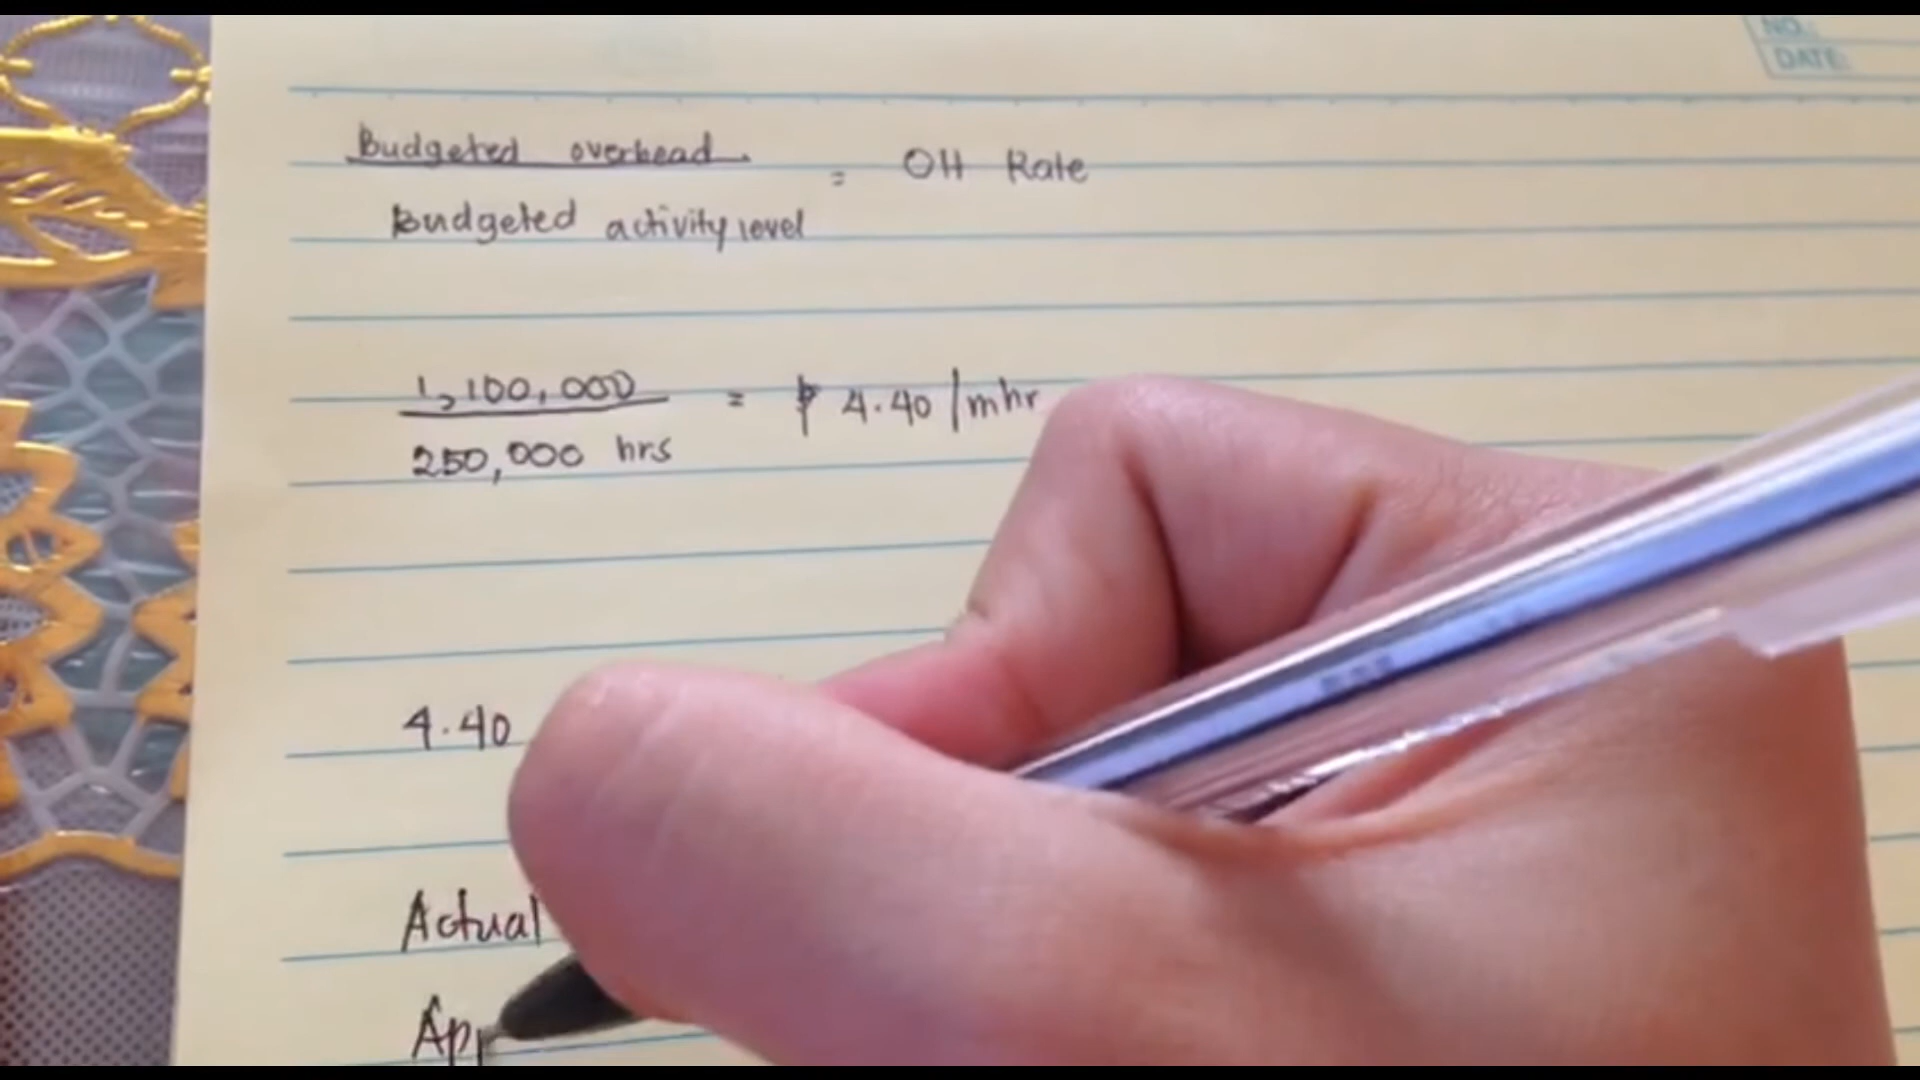 NO.:
DATE:
Budgeted overhead = OH Rate
Budgeted activity level
1,100,000 = ₱ 4.40 /mhr
250,000 hrs
4.40
Actual
App